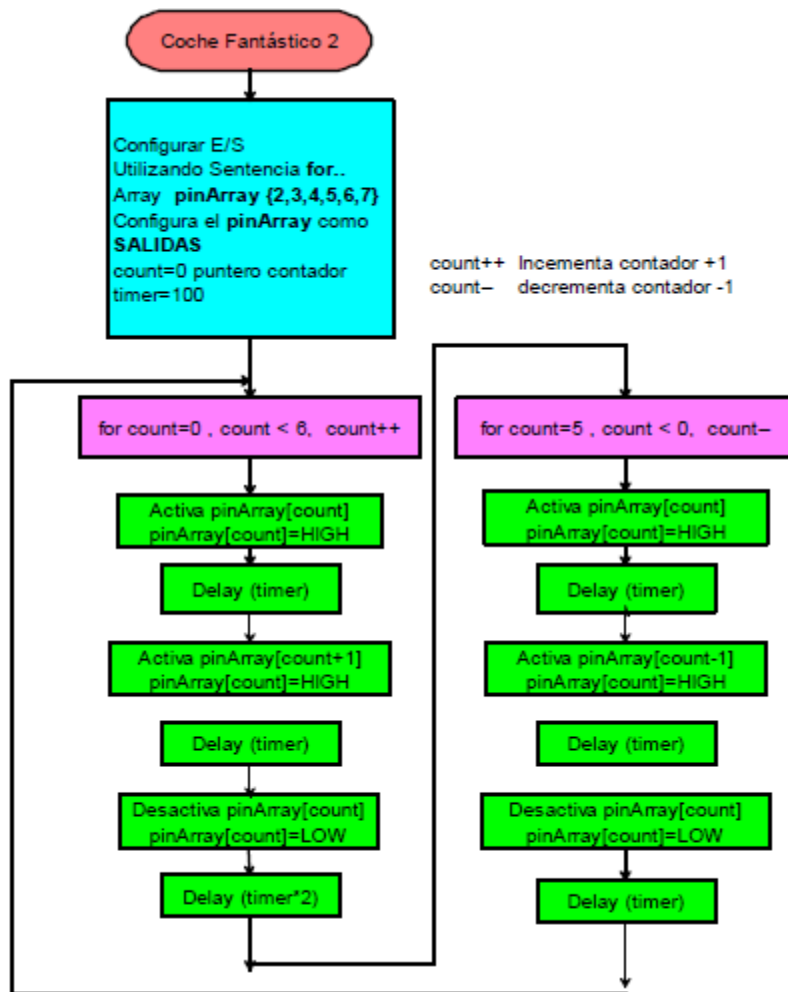 Coche Fantástico 2
Configurar E/S
Utilizando Sentencia for..
Array pinArray {2,3,4,5,6,7}
Configura el pinArray como
SALIDAS
count=0 puntero contador
timer=100
count++ Incementa contador +1
count– decrementa contador -1
for count=0 , count < 6, count++
Activa pinArray[count]
pinArray[count]=HIGH
Delay (timer)
Activa pinArray[count+1]
pinArray[count]=HIGH
Delay (timer)
Desactiva pinArray[count]
pinArray[count]=LOW
Delay (timer*2)
for count=5 , count < 0, count–
Activa pinArray[count]
pinArray[count]=HIGH
Delay (timer)
Activa pinArray[count-1]
pinArray[count]=HIGH
Delay (timer)
Desactiva pinArray[count]
pinArray[count]=LOW
Delay (timer)